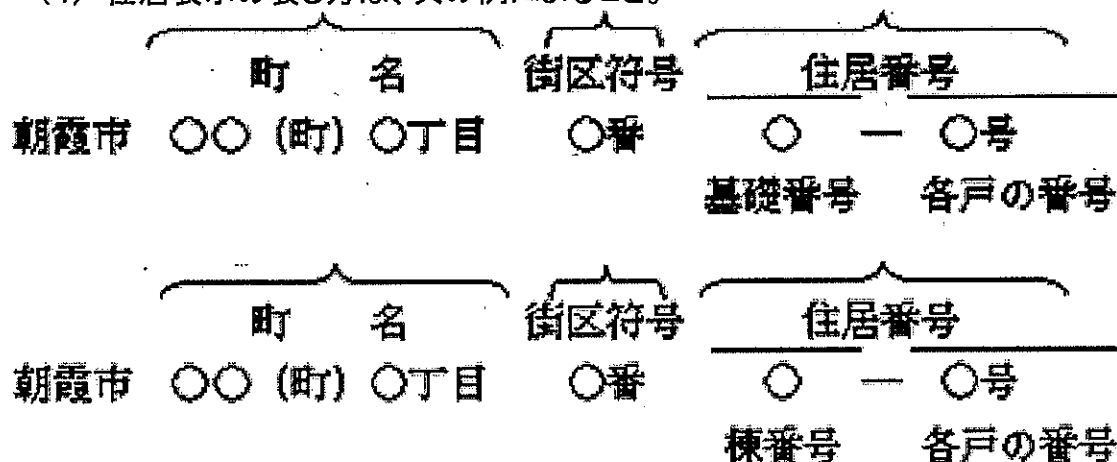 町 名 街区符号 住居番号
朝霞市 ○○ (町) ○丁目 ○番 ○ ― ○号
基礎番号 各戸の番号
町 名 街区符号 住居番号
朝霞市 ○○ (町) ○丁目 ○番 ○ ― ○号
棟番号 各戸の番号